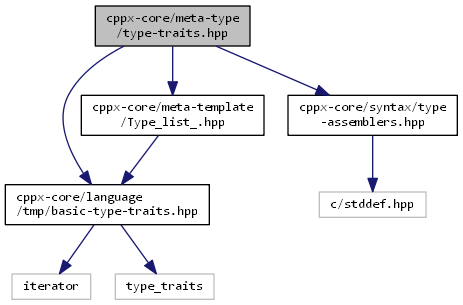 cppx-core/meta-type
/type-traits.hpp
cppx-core/meta-template
/Type_list_.hpp
cppx-core/syntax/type
-assemblers.hpp
cppx-core/language
/tmp/basic-type-traits.hpp
c/stddef.hpp
iterator
type_traits